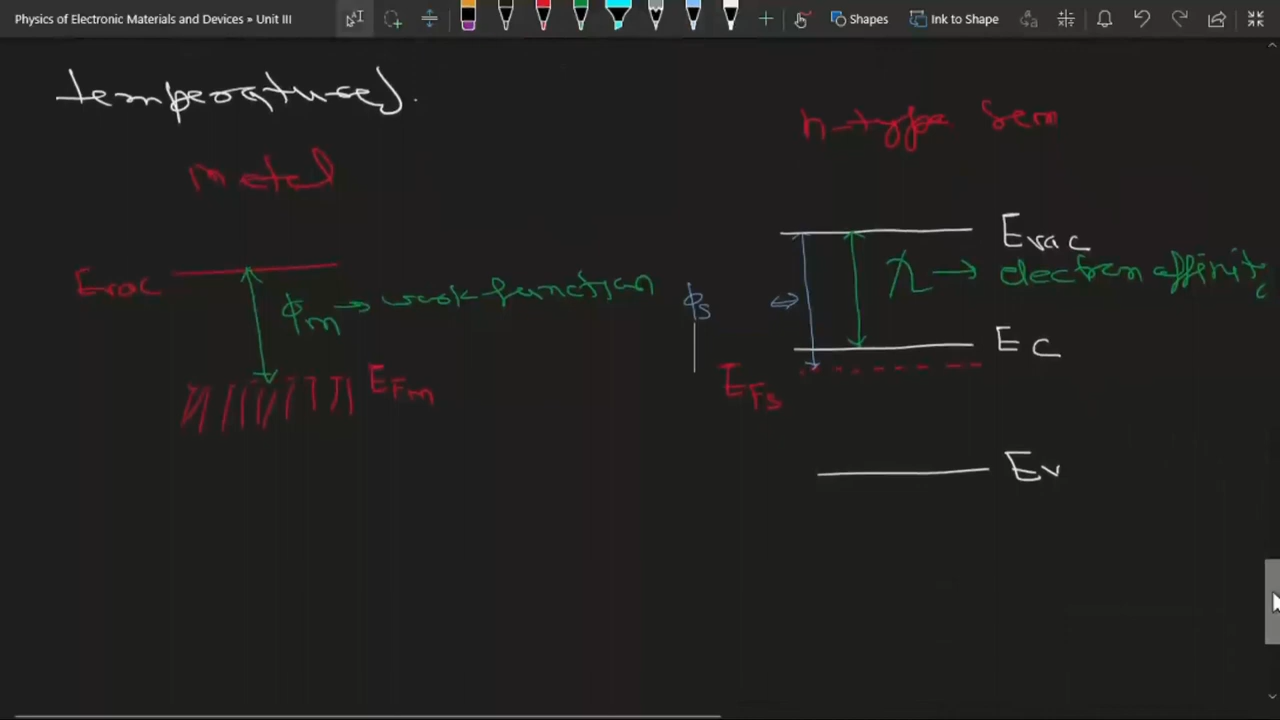 Physics of Electronic Materials and Devices » Unit III
Shapes
Ink to Shape
temperatures).
metal
n-type sem
Evac
ϕm → work function
EFm
Evac
ϕs
χ → electron affinity
Ec
EFs
Ev